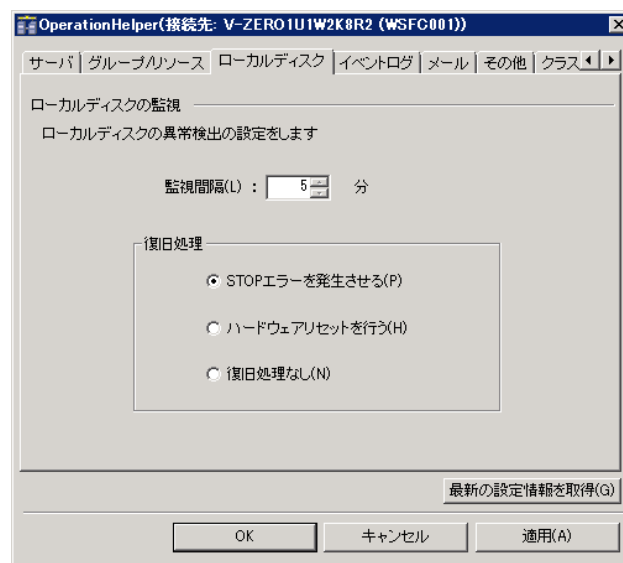 OperationHelper(接続先: V-ZERO1U1W2K8R2 (WSFC001))
サーバ グループ/リソース ローカルディスク イベントログ メール その他 クラス
ローカルディスクの監視
ローカルディスクの異常検出の設定をします
監視間隔(L) : 5 分
復旧処理
STOPエラーを発生させる(P)
ハードウェアリセットを行う(H)
復旧処理なし(N)
最新の設定情報を取得(G)
OK キャンセル 適用(A)